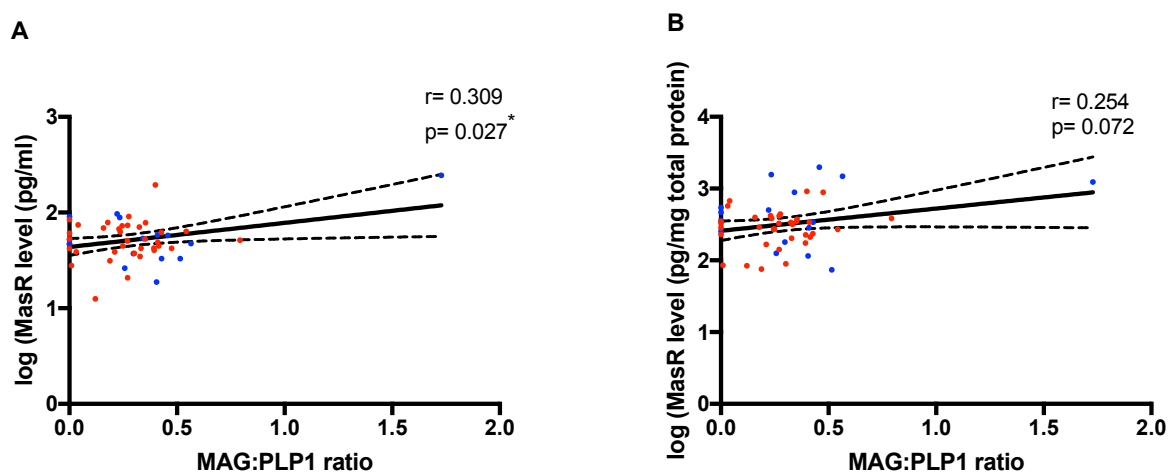 A
r= 0.309
p= 0.027*
log (MasR level (pg/ml)
3
2
1
0
0.0 0.5 1.0 1.5 2.0
MAG:PLP1 ratio
B
r= 0.254
p= 0.072
log (MasR level (pg/mg total protein)
4
3
2
1
0
0.0 0.5 1.0 1.5 2.0
MAG:PLP1 ratio